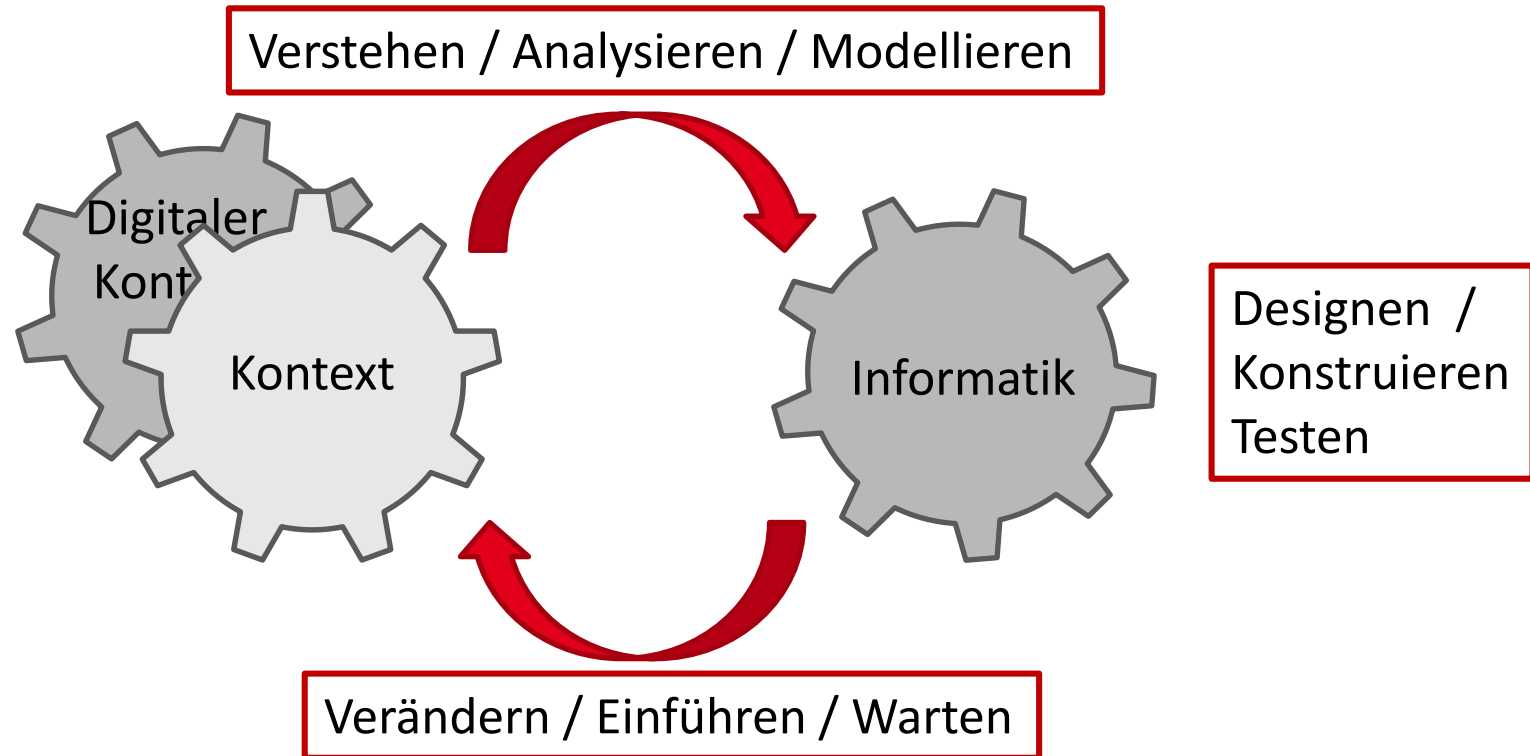 Verstehen / Analysieren / Modellieren
Digitaler
Kont
Kontext
Informatik
Designen /
Konstruieren
Testen
Verändern / Einführen / Warten